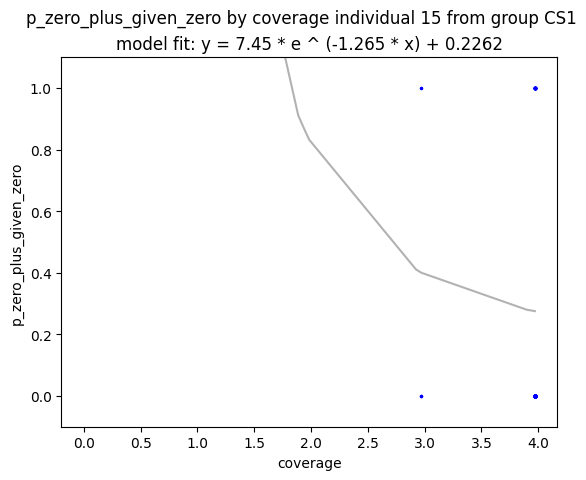 p_zero_plus_given_zero by coverage individual 15 from group CS1
model fit: y = 7.45 * e ^ (-1.265 * x) + 0.2262
1.0
0.8
0.6
0.4
0.2
0.0
p_zero_plus_given_zero
0.0 0.5 1.0 1.5 2.0 2.5 3.0 3.5 4.0
coverage